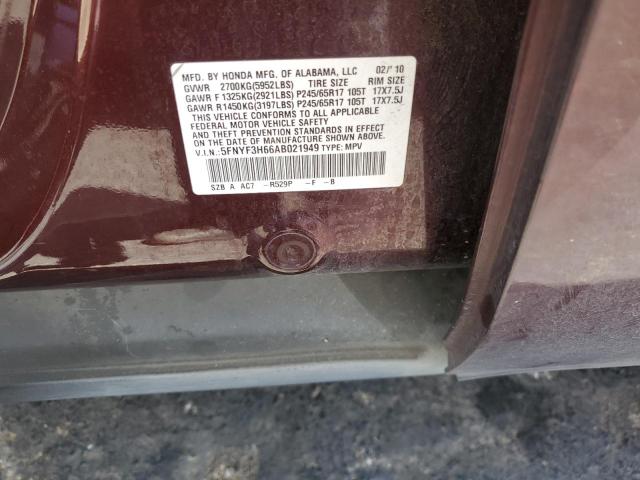 MFD. BY HONDA MFG. OF ALABAMA, LLC 02/'10
GVWR 2700KG(5952LBS) TIRE SIZE RIM SIZE
GAWR F 1325KG(2921LBS) P245/65R17 105T 17X7.5J
GAWR R 1450KG(3197LBS) P245/65R17 105T 17X7.5J
THIS VEHICLE CONFORMS TO ALL APPLICABLE
FEDERAL MOTOR VEHICLE SAFETY
AND THEFT PREVENTION STANDARDS IN EFFECT
ON THE DATE OF MANUFACTURE SHOWN ABOVE.
V.I.N.: 5FNYF3H66AB021949 TYPE: MPV
SZB A AC7 -R529P -F -B